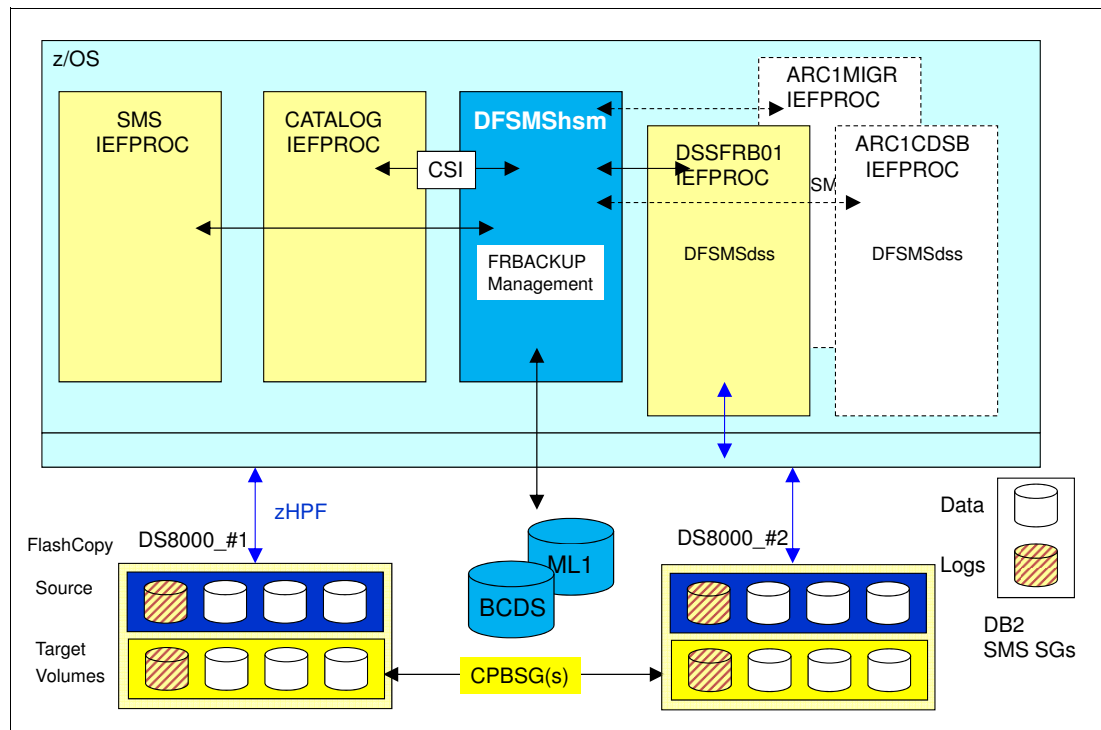 z/OS
SMS
IEFPROC
CATALOG
IEFPROC
DFSMShsm
ARC1MIGR
IEFPROC
DSSFRB01
IEFPROC
ARC1CDSB
IEFPROC
CSI
SM
FRBACKUP
Management
DFSMSdss
DFSMSdss
zHPF
FlashCopy
DS8000_#1
DS8000_#2
Source
Target
Volumes
ML1
BCDS
CPBSG(s)
Data
Logs
DB2
SMS SGs